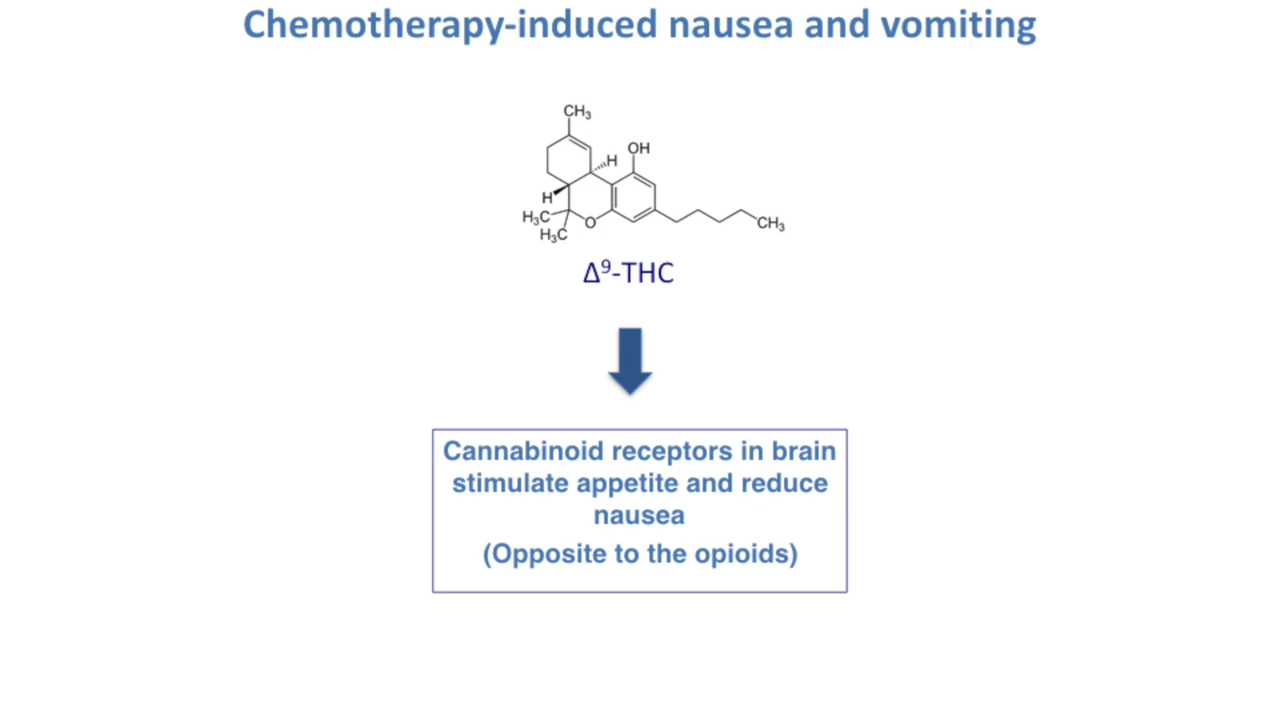 Chemotherapy-induced nausea and vomiting
CH₃
OH
H
H
H₃C
O
CH₃
H₃C
Δ⁹-THC
Cannabinoid receptors in brain
stimulate appetite and reduce
nausea
(Opposite to the opioids)